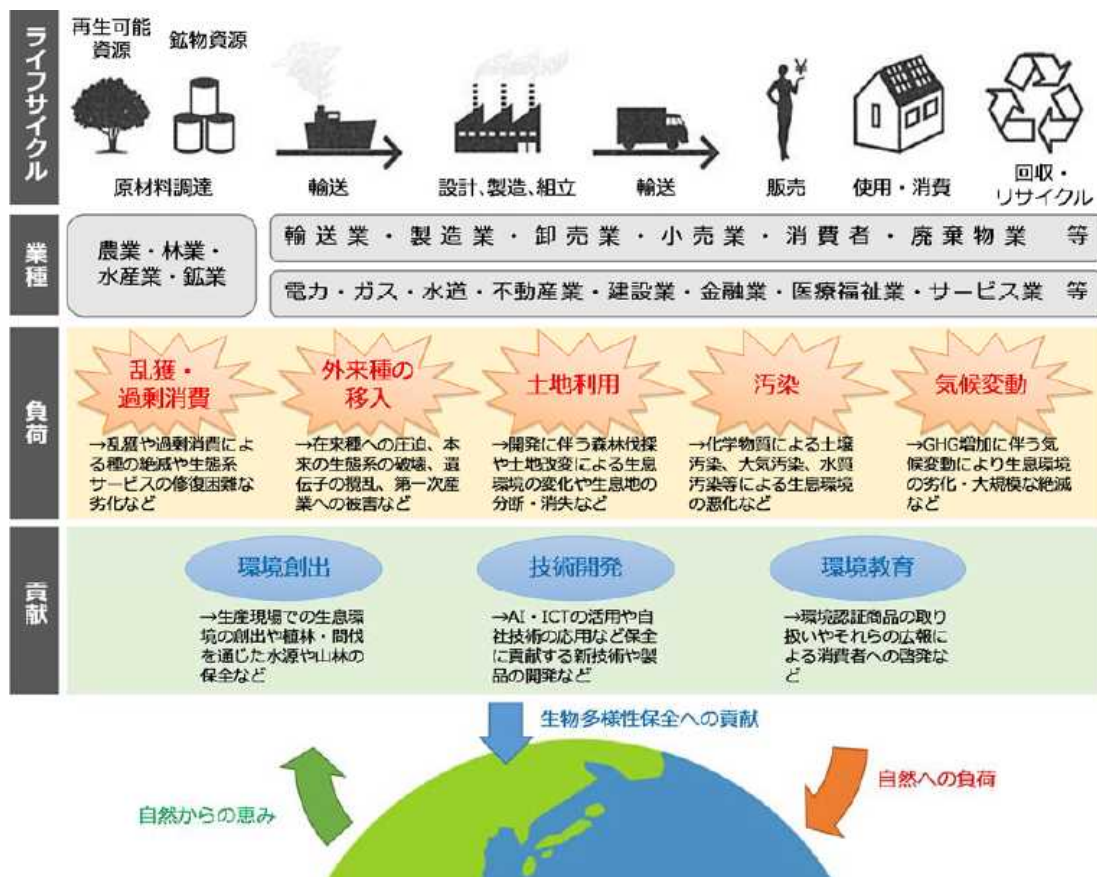 ライフサイクル
再生可能
資源
鉱物資源
¥
原材料調達
輸送
設計、製造、組立
輸送
販売
使用・消費
回収・
リサイクル
業種
農業・林業・
水産業・鉱業
輸送業・製造業・卸売業・小売業・消費者・廃棄物業 等
電力・ガス・水道・不動産業・建設業・金融業・医療福祉業・サービス業 等
負荷
乱獲・
過剰消費
→乱獲や過剰消費によ
る種の絶滅や生態系
サービスの修復困難な
劣化など
外来種の
移入
→在来種への圧迫、本
来の生態系の破壊、遺
伝子の撹乱、第一次産
業への被害など
土地利用
→開発に伴う森林伐採
や土地改変による生息
環境の変化や生息地の
分断・消失など
汚染
→化学物質による土壌
汚染、大気汚染、水質
汚染等による生息環境
の悪化など
気候変動
→GHG増加に伴う気
候変動により生息環境
の劣化・大規模な絶滅
など
貢献
環境創出
→生産現場での生息環
境の創出や植林・間伐
を通じた水源や山林の
保全など
技術開発
→AI・ICTの活用や自
社技術の応用など保全
に貢献する新技術や製
品の開発など
環境教育
→環境認証商品の取り
扱いやそれらの広報に
よる消費者への啓発な
ど
生物多様性保全への貢献
自然からの恵み
自然への負荷